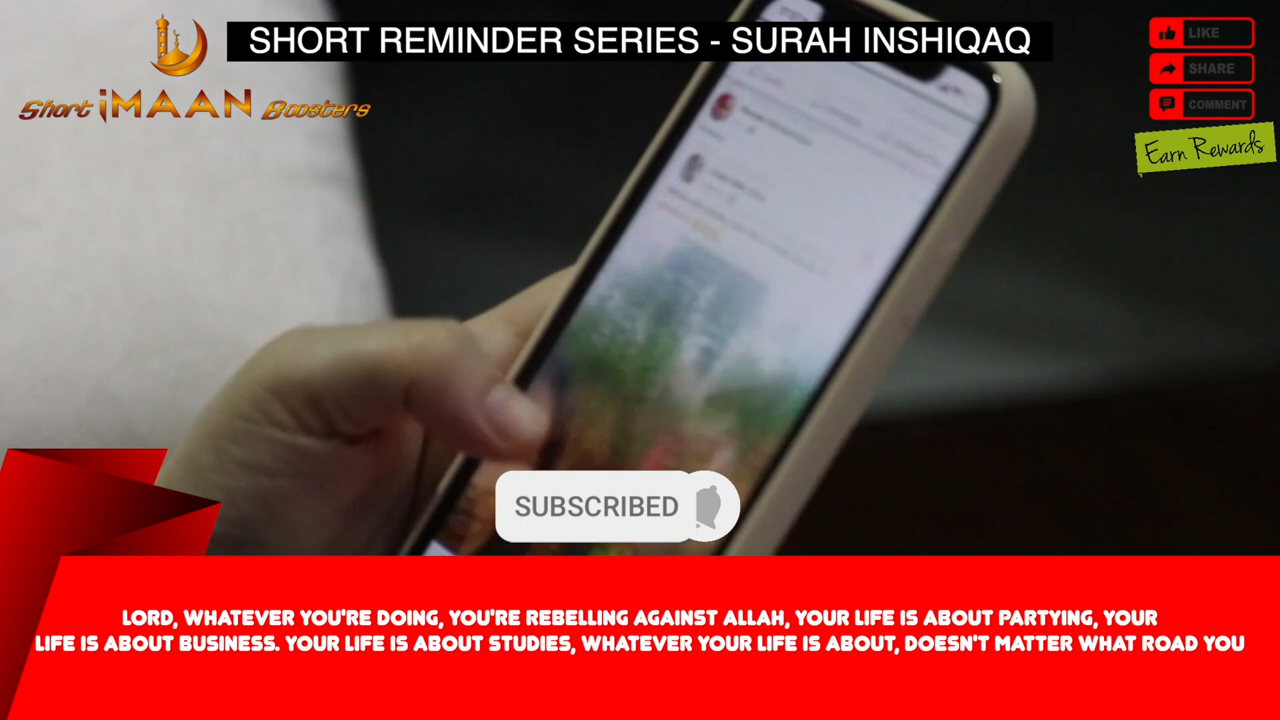 SHORT REMINDER SERIES - SURAH INSHIQAQ
Short iMAAN Boosters
LIKE
SHARE
COMMENT
Earn Rewards
SUBSCRIBED
LORD, WHATEVER YOU'RE DOING, YOU'RE REBELLING AGAINST ALLAH, YOUR LIFE IS ABOUT PARTYING, YOUR
LIFE IS ABOUT BUSINESS. YOUR LIFE IS ABOUT STUDIES, WHATEVER YOUR LIFE IS ABOUT, DOESN'T MATTER WHAT ROAD YOU